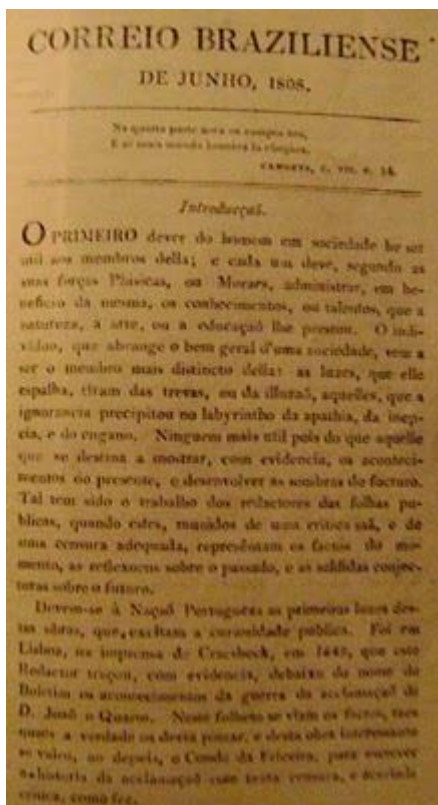 CORREIO BRAZILIENSE
DE JUNHO, 1808.
Na quarta parte nova os campos ara,
E se mais mundo houvera la chegara.
CAMOENS, C. VII. e. 14.
Introducçaõ.
O PRIMEIRO dever do homem em sociedade he ser
util aos membros della; e cada um deve, segundo as
suas forças Phisicas, ou Moraes, administrar, em be-
neficio da mesma, os conhecimentos, ou talentos, que a
natureza, a arte, ou a educaçaõ lhe prestou. O indi-
viduo, que abrange o bem geral d'uma sociedade, vem a
ser o membro mais distincto della: as luzes, que elle
espalha, tiram das trevas, ou da illuzaõ, aquelles, que a
ignorancia precipitou no labyrintho da apathia, da inep-
cia, e do engano. Ninguem mais util pois do que aquelle
que se destina a mostrar, com evidencia, os aconteci-
mentos do presente, e desenvolver as sombras do futuro.
Tal tem sido o trabalho dos redactores das folhas pu-
blicas, quando estes, munidos de uma critica saã, e de
uma censura adequada, represêntam os factos do mo-
mento, as reflexoens sobre o passado, e as soldidas conjec-
turas sobre o futuro.
Devem-se á Naçaõ Portugueza as primeiras luzes des-
tas obras, que excitam a curiosidade publica. Foi em
Lisboa, na imprensa de Craesbeck, em 1649, que este
Redactor traçou, com evidencia, debaixo do nome de
Boletim os acontecimentos da guerra da acclamaçaõ de
D. Joaõ o Quarto. Neste folheto se viam os factos, taes
quaes a verdade os devia pintar, e desta obra interessante
se valeu, ao depois, o Conde da Ericeira, para escrever
a historia da acclamaçaõ com tanta censura, e acertada
critica, como fez.